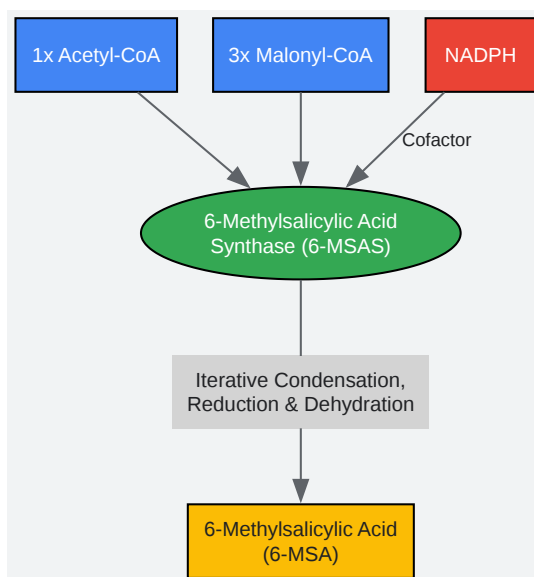 1x Acetyl-CoA
3x Malonyl-CoA
NADPH
Cofactor
6-Methylsalicylic Acid
Synthase (6-MSAS)
Iterative Condensation,
Reduction & Dehydration
6-Methylsalicylic Acid
(6-MSA)